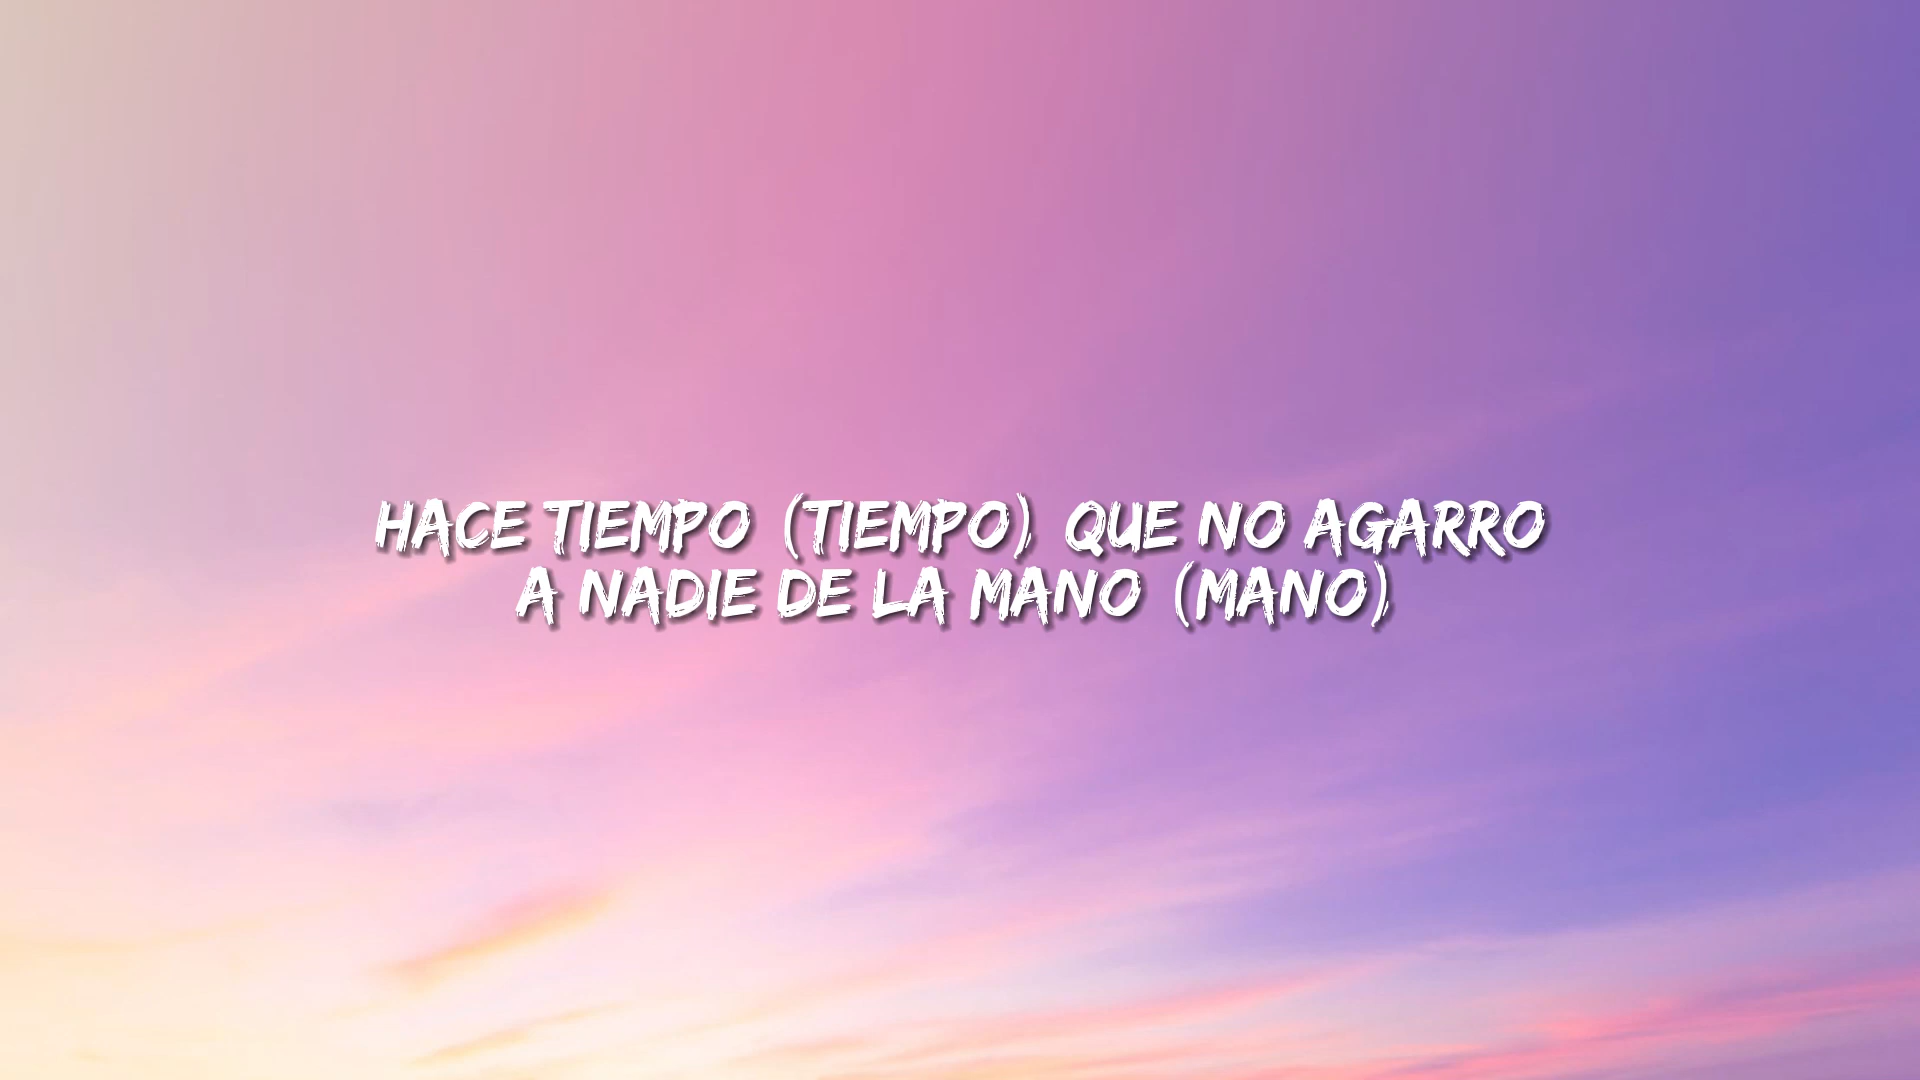 HACE TIEMPO (TIEMPO), QUE NO AGARRO
A NADIE DE LA MANO (MANO),